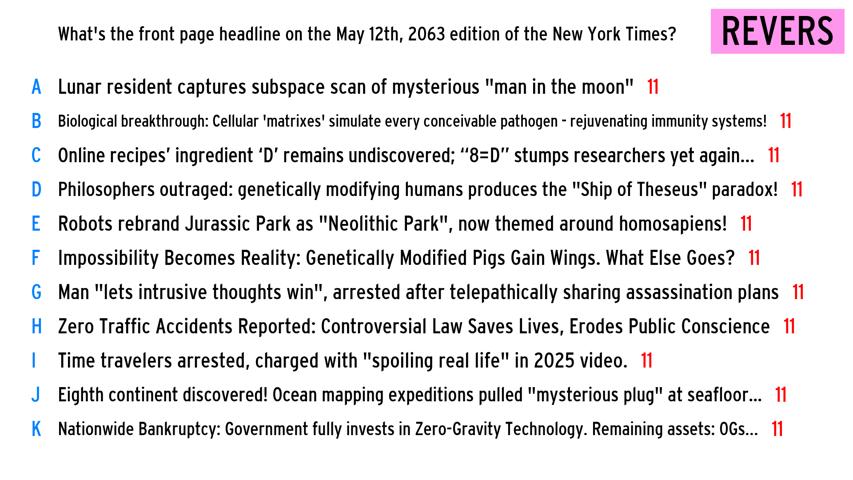 What's the front page headline on the May 12th, 2063 edition of the New York Times?
REVERS
A Lunar resident captures subspace scan of mysterious "man in the moon" 11
B Biological breakthrough: Cellular 'matrixes' simulate every conceivable pathogen - rejuvenating immunity systems! 11
C Online recipes’ ingredient ‘D’ remains undiscovered; “8=D” stumps researchers yet again... 11
D Philosophers outraged: genetically modifying humans produces the "Ship of Theseus" paradox! 11
E Robots rebrand Jurassic Park as "Neolithic Park", now themed around homosapiens! 11
F Impossibility Becomes Reality: Genetically Modified Pigs Gain Wings. What Else Goes? 11
G Man "lets intrusive thoughts win", arrested after telepathically sharing assassination plans 11
H Zero Traffic Accidents Reported: Controversial Law Saves Lives, Erodes Public Conscience 11
I Time travelers arrested, charged with "spoiling real life" in 2025 video. 11
J Eighth continent discovered! Ocean mapping expeditions pulled "mysterious plug" at seafloor... 11
K Nationwide Bankruptcy: Government fully invests in Zero-Gravity Technology. Remaining assets: 0Gs... 11